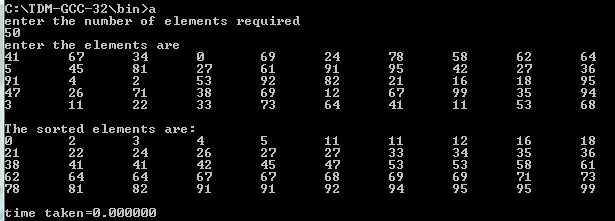 C:\TDM-GCC-32\bin>a
enter the number of elements required
50
enter the elements are
41 67 34 0 69 24 78 58 62 64
5 45 81 27 61 91 95 42 27 36
91 4 2 53 92 82 21 16 18 95
47 26 71 38 69 12 67 99 35 94
3 11 22 33 73 64 41 11 53 68
The sorted elements are:
0 2 3 4 5 11 11 12 16 18
21 22 24 26 27 27 33 34 35 36
38 41 41 42 45 47 53 53 58 61
62 64 64 67 67 68 69 69 71 73
78 81 82 91 91 92 94 95 95 99
time taken=0.000000